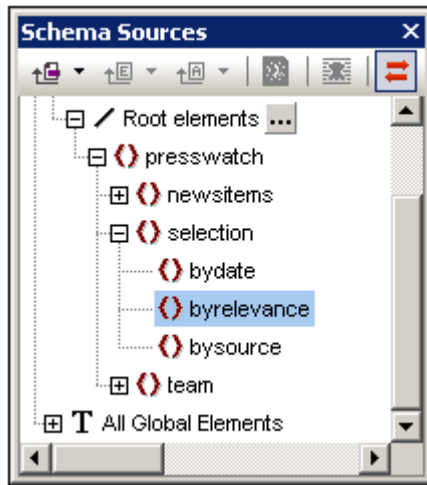 Schema Sources
E A
Root elements ...
presswatch
newsitems
selection
bydate
byrelevance
bysource
team
T All Global Elements